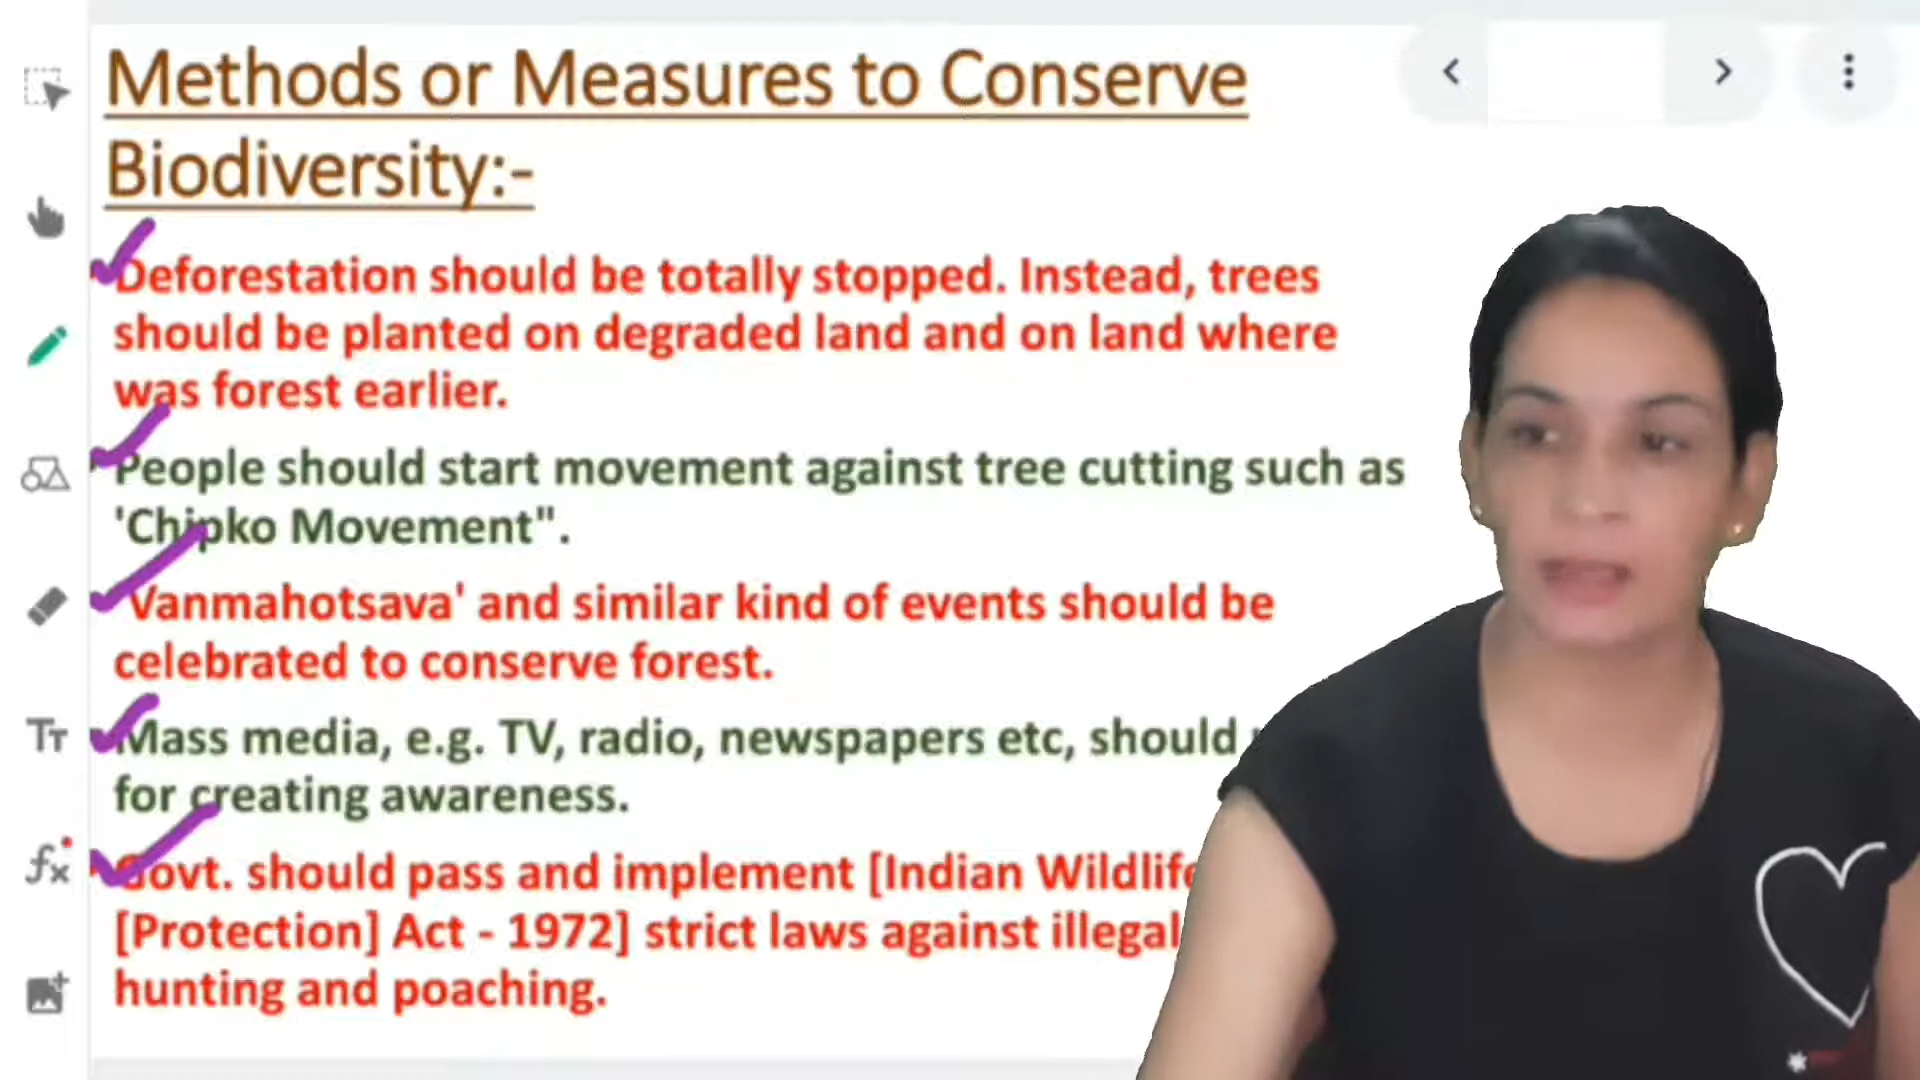 Methods or Measures to Conserve
Biodiversity:-
Deforestation should be totally stopped. Instead, trees
should be planted on degraded land and on land where
was forest earlier.
People should start movement against tree cutting such as
'Chipko Movement".
'Vanmahotsava' and similar kind of events should be
celebrated to conserve forest.
Mass media, e.g. TV, radio, newspapers etc, should
for creating awareness.
Govt. should pass and implement [Indian Wildlife
[Protection] Act - 1972] strict laws against illegal
hunting and poaching.
Tт
fx